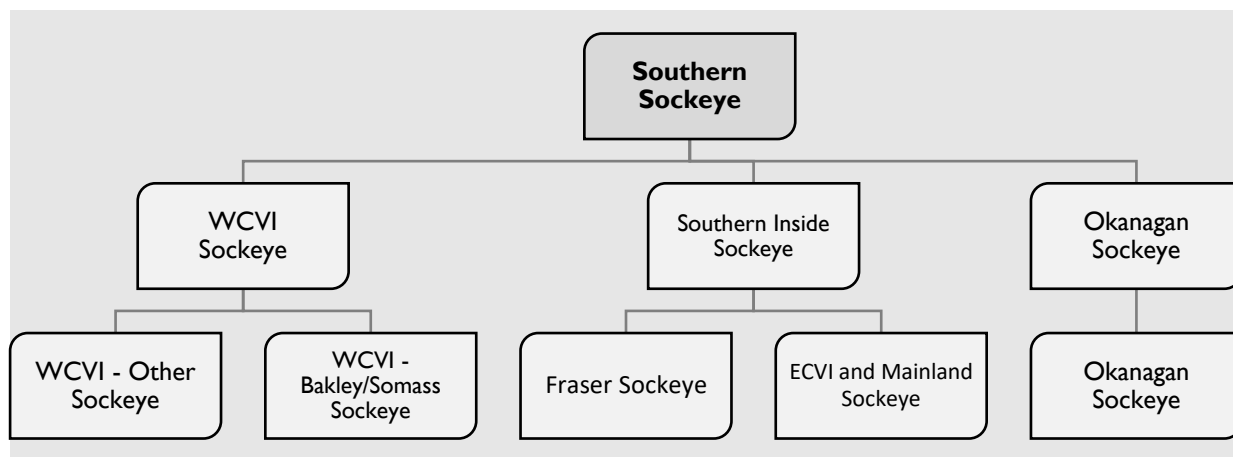 Southern
Sockeye
WCVI
Sockeye
Southern Inside
Sockeye
Okanagan
Sockeye
WCVI - Other
Sockeye
WCVI -
Bakley/Somass
Sockeye
Fraser Sockeye
ECVI and Mainland
Sockeye
Okanagan
Sockeye